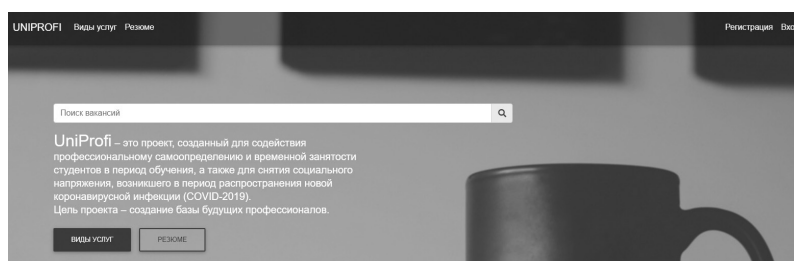 UNIPROFI Виды услуг Резюме Регистрация Вхо
Поиск вакансий
UniProfi – это проект, созданный для содействия
профессиональному самоопределению и временной занятости
студентов в период обучения, а также для снятия социального
напряжения, возникшего в период распространения новой
коронавирусной инфекции (COVID-2019).
Цель проекта – создание базы будущих профессионалов.
ВИДЫ УСЛУГ РЕЗЮМЕ